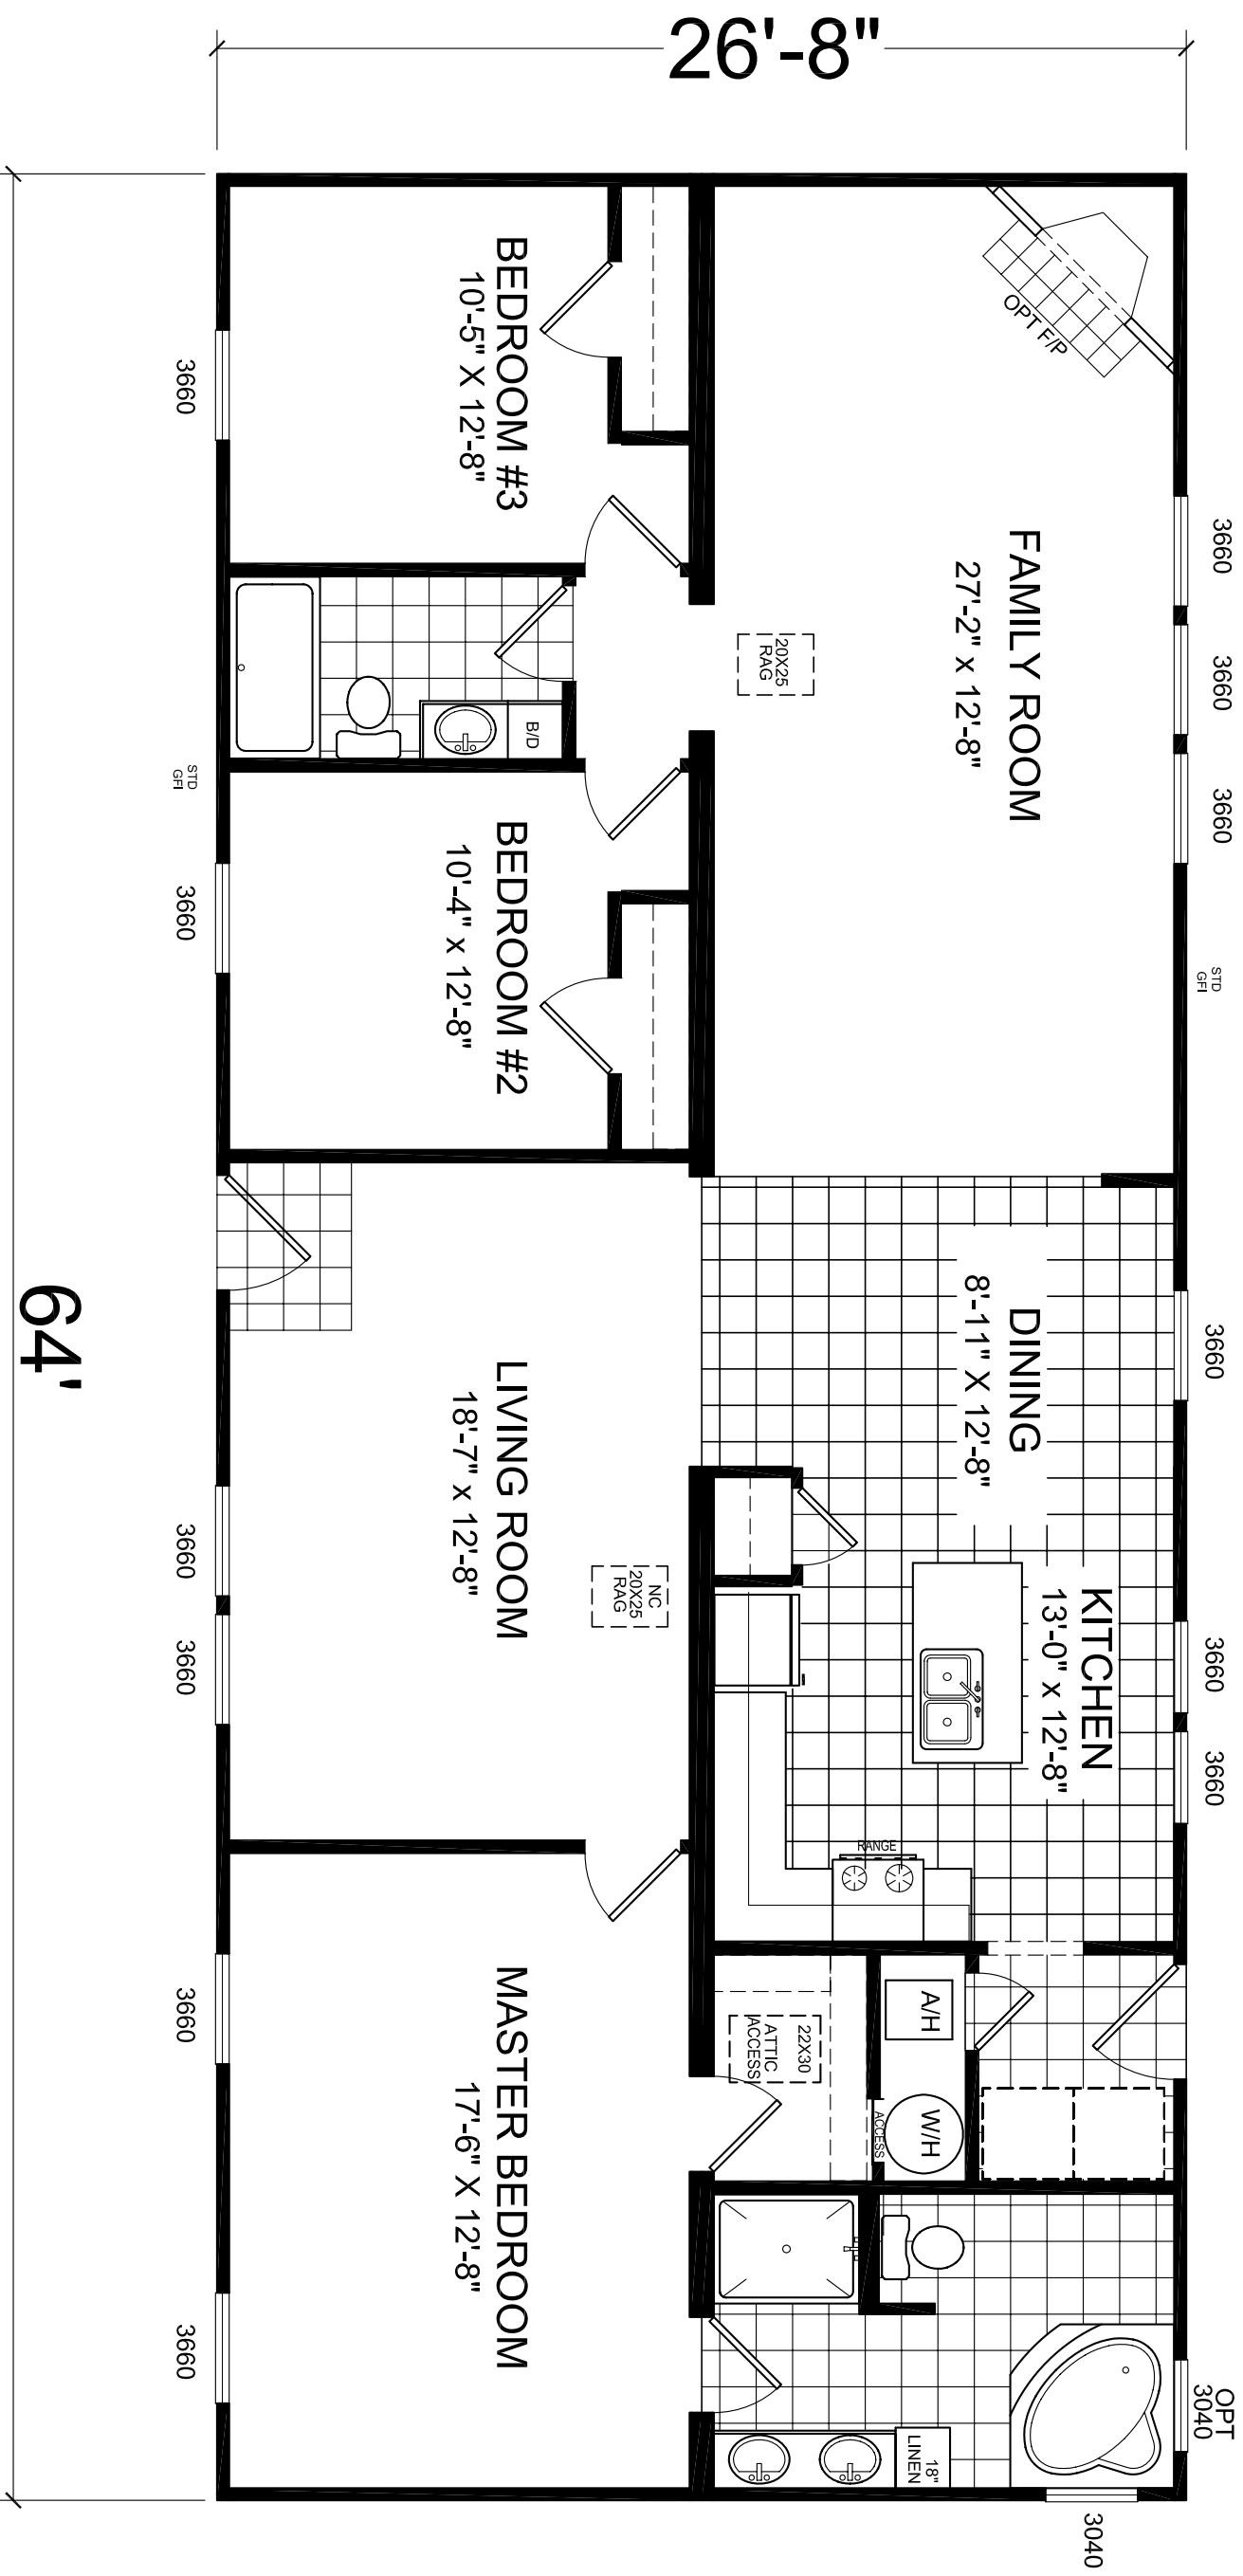 26'-8"
64'
OPT F/P
3660
3660
3660
STD
GFI
3660
3660
3660
OPT
3040
3040
FAMILY ROOM
27'-2" x 12'-8"
20X25
RAG
DINING
8'-11" X 12'-8"
KITCHEN
13'-0" x 12'-8"
RANGE
A/H
W/H
ACCESS
22X30
ATTIC
ACCESS
18"
LINEN
BEDROOM #3
10'-5" X 12'-8"
B/D
BEDROOM #2
10'-4" x 12'-8"
LIVING ROOM
18'-7" x 12'-8"
NC
20X25
RAG
MASTER BEDROOM
17'-6" X 12'-8"
3660
STD
GFI
3660
3660
3660
3660
3660